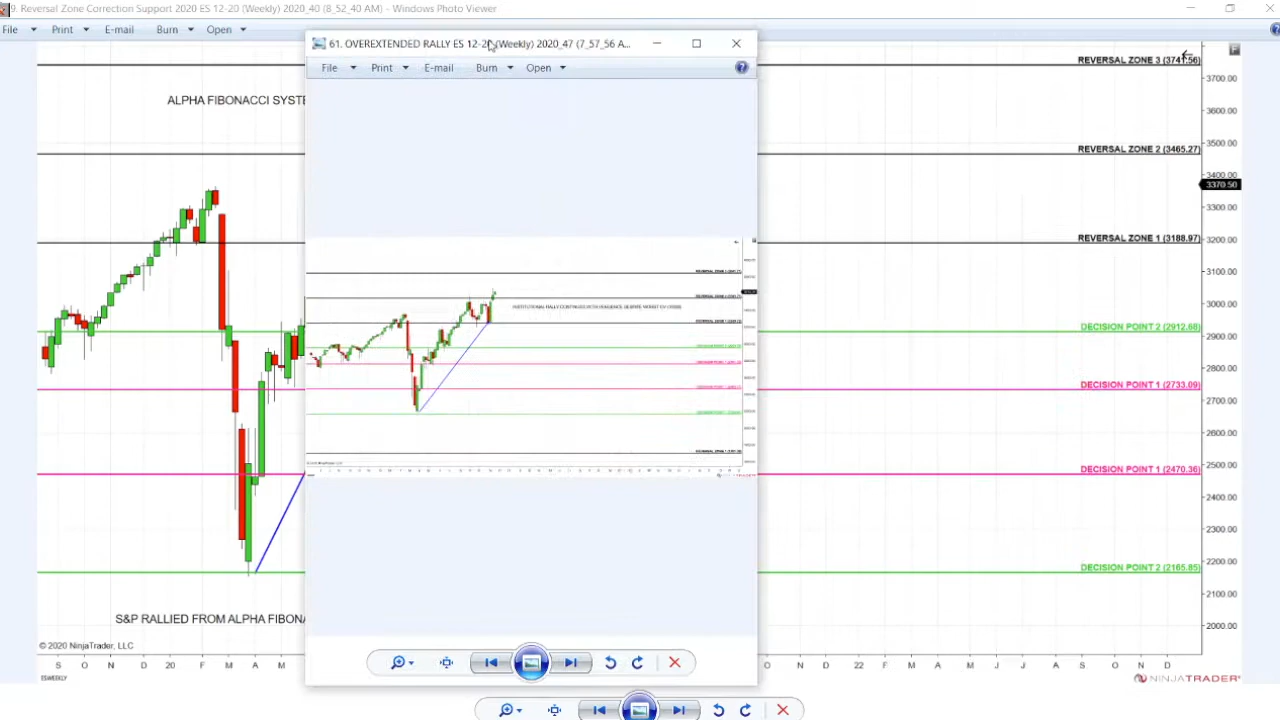 9. Reversal Zone Correction Support 2020 ES 12-20 (Weekly) 2020_40 (8_52_40 AM) - Windows Photo Viewer
File Print E-mail Burn Open
61. OVEREXTENDED RALLY ES 12-20 (Weekly) 2020_47 (7_57_56 A...
File Print E-mail Burn Open
REVERSAL ZONE 3 (3741.56)
3700.00
ALPHA FIBONACCI SYSTE
3600.00
REVERSAL ZONE 2 (3465.27)
3500.00
3400.00
3370.50
3300.00
REVERSAL ZONE 1 (3188.97)
3200.00
3100.00
3000.00
DECISION POINT 2 (2912.68)
2900.00
2800.00
DECISION POINT 1 (2733.09)
2700.00
2600.00
DECISION POINT 1 (2470.36)
2500.00
2400.00
2300.00
2200.00
DECISION POINT 2 (2165.85)
2100.00
S&P RALLIED FROM ALPHA FIBONA
2000.00
© 2020 NinjaTrader, LLC
S O N D 20 F M A M
O N D 22 F M A M J J A S O N D
ESWEEKLY
NINJATRADER